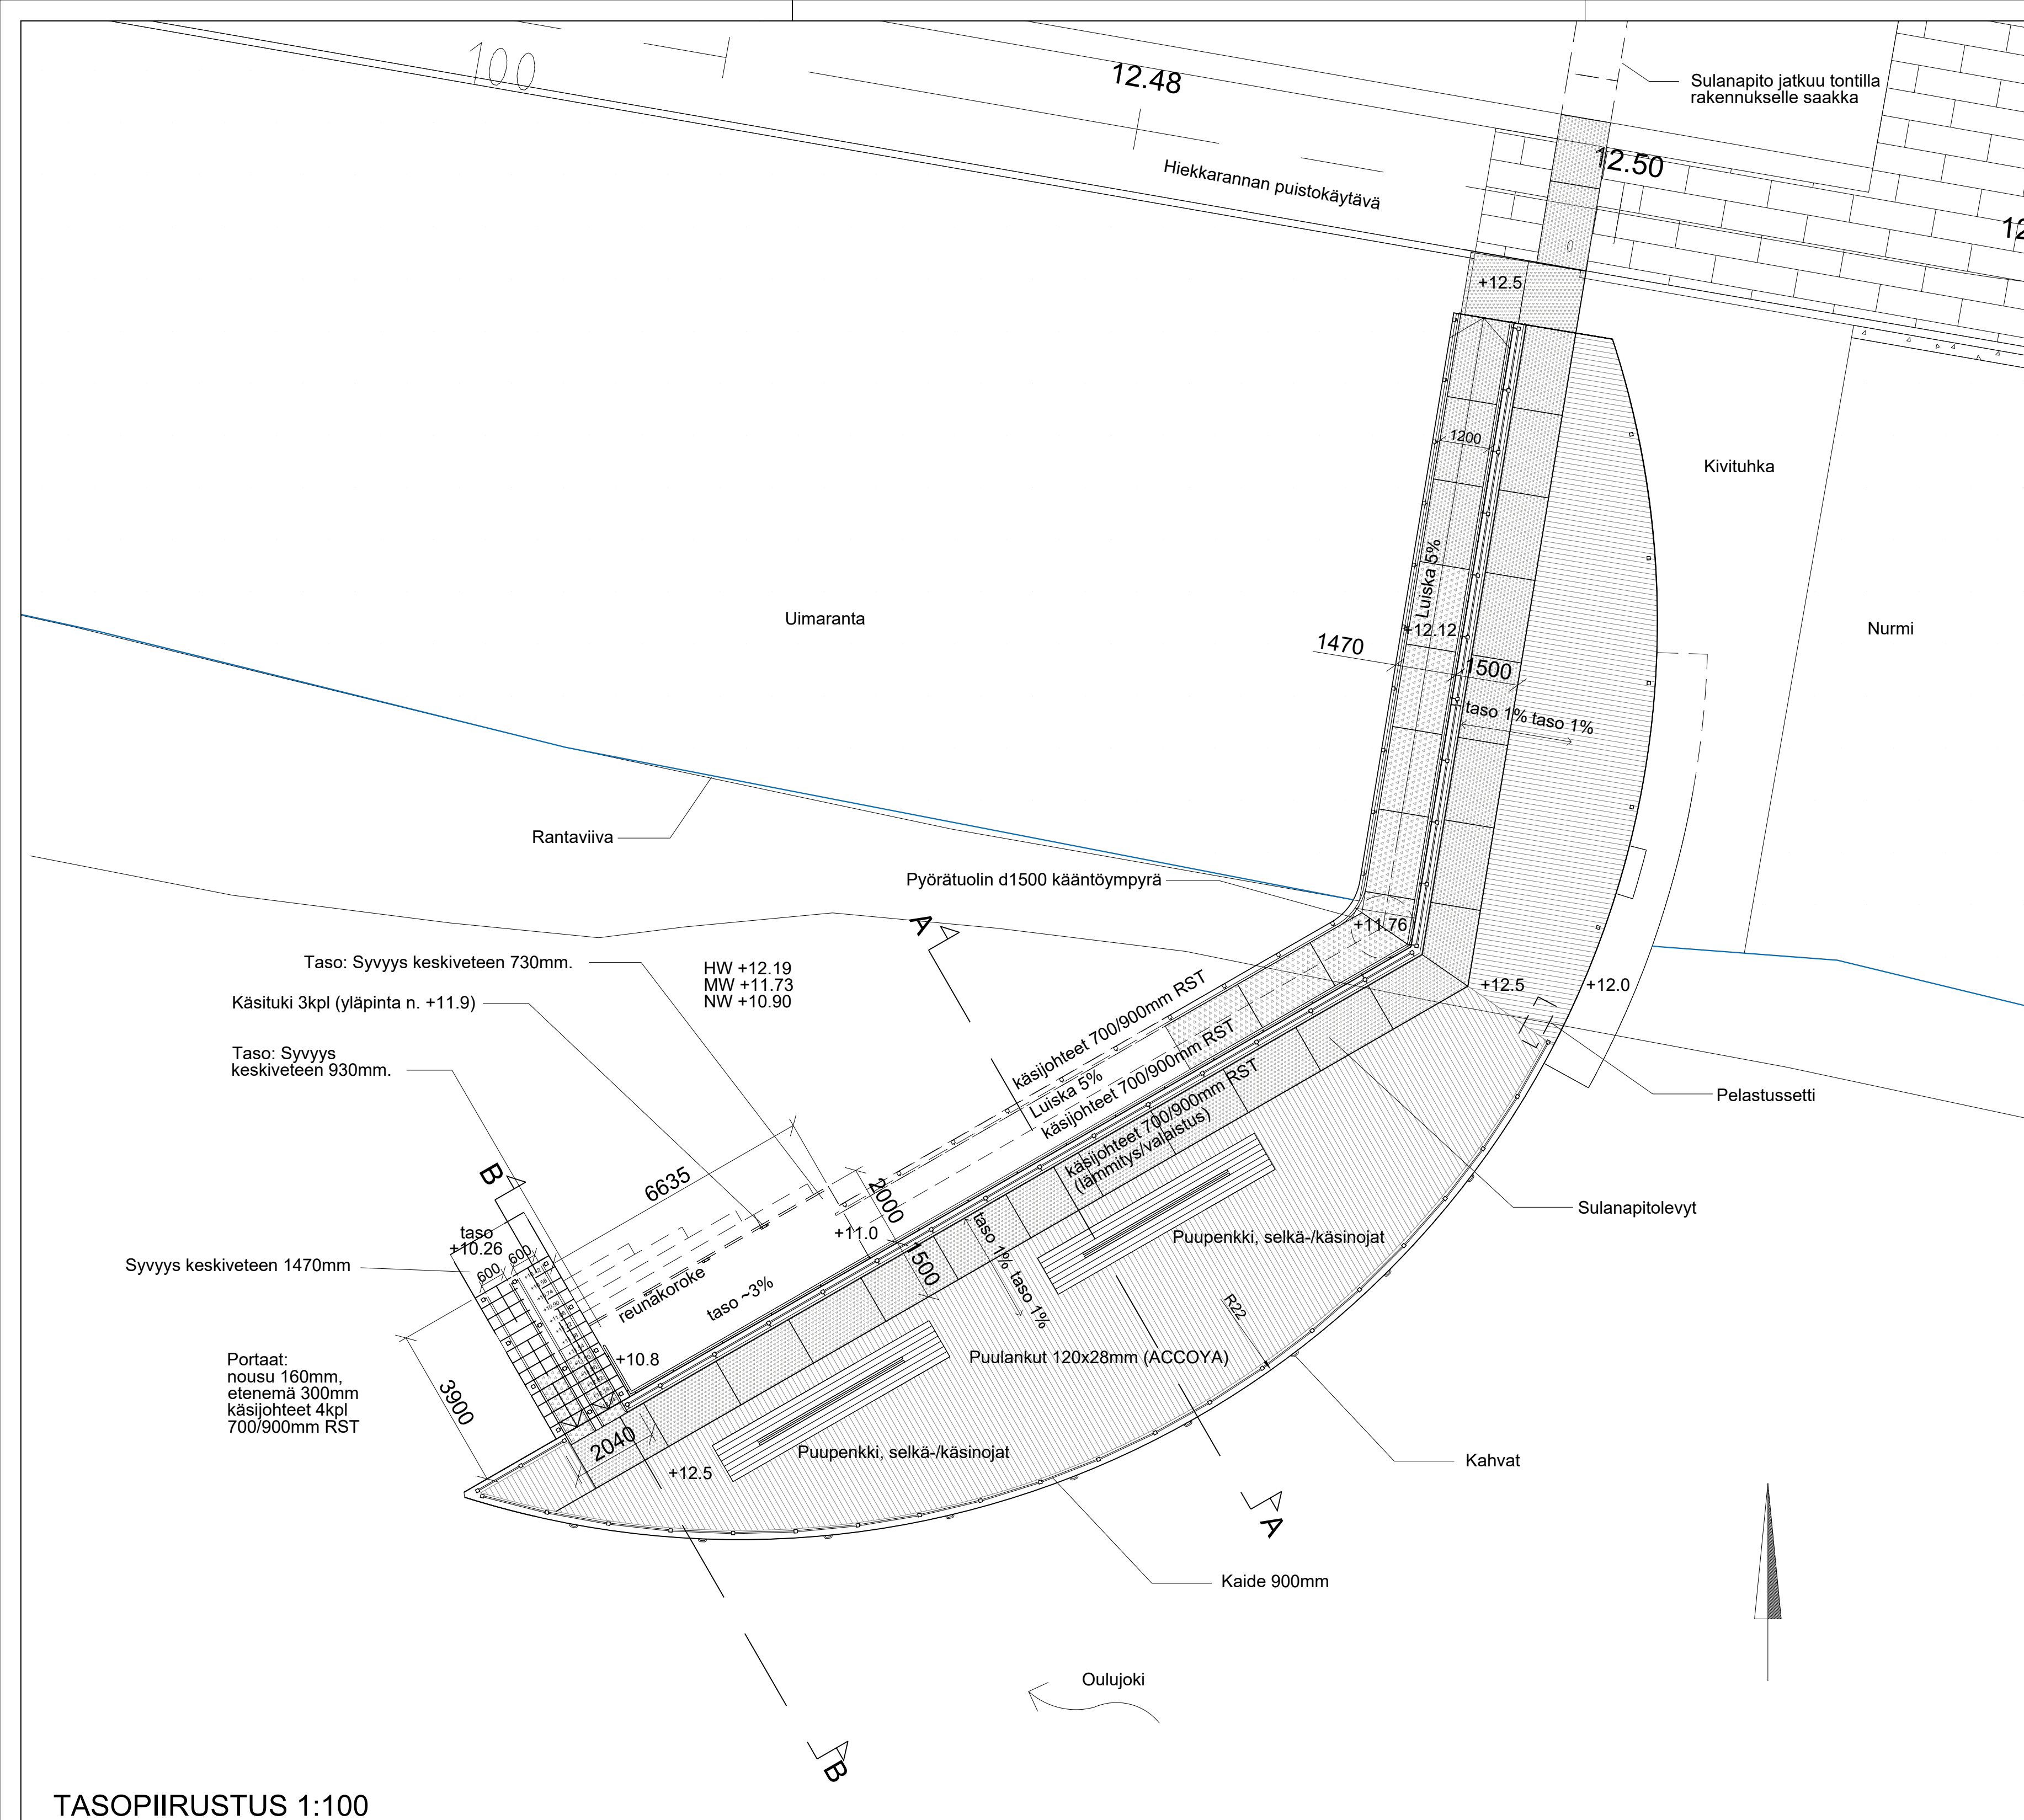 100
12.48
Sulanapito jatkuu tontilla
rakennukselle saakka
12.50
Hiekkarannan puistokäytävä
12
0
+12.5
1200
Kivituhka
Luiska 5%
Uimaranta
+12.12
Nurmi
1470
1500
taso 1% taso 1%
Rantaviiva
Pyörätuolin d1500 kääntöympyrä
+11.76
A
Taso: Syvyys keskiveteen 730mm.
HW +12.19
MW +11.73
NW +10.90
+12.5
+12.0
Käsituki 3kpl (yläpinta n. +11.9)
käsijohteet 700/900mm RST
Luiska 5%
käsijohteet 700/900mm RST
käsijohteet 700/900mm RST
(lämmitys/valaistus)
Taso: Syvyys
keskiveteen 930mm.
Pelastussetti
B
6635
2000
Sulanapitolevyt
taso
+10.26
600
600
+11.0
Puupenkki, selkä-/käsinojat
Syvyys keskiveteen 1470mm
1500
taso 1% taso 1%
reunakoroke
taso ~3%
R22
Portaat:
nousu 160mm,
etenemä 300mm
käsijohteet 4kpl
700/900mm RST
+10.8
Puulankut 120x28mm (ACCOYA)
3900
2040
Puupenkki, selkä-/käsinojat
+12.5
Kahvat
A
Kaide 900mm
Oulujoki
B
TASOPIIRUSTUS 1:100